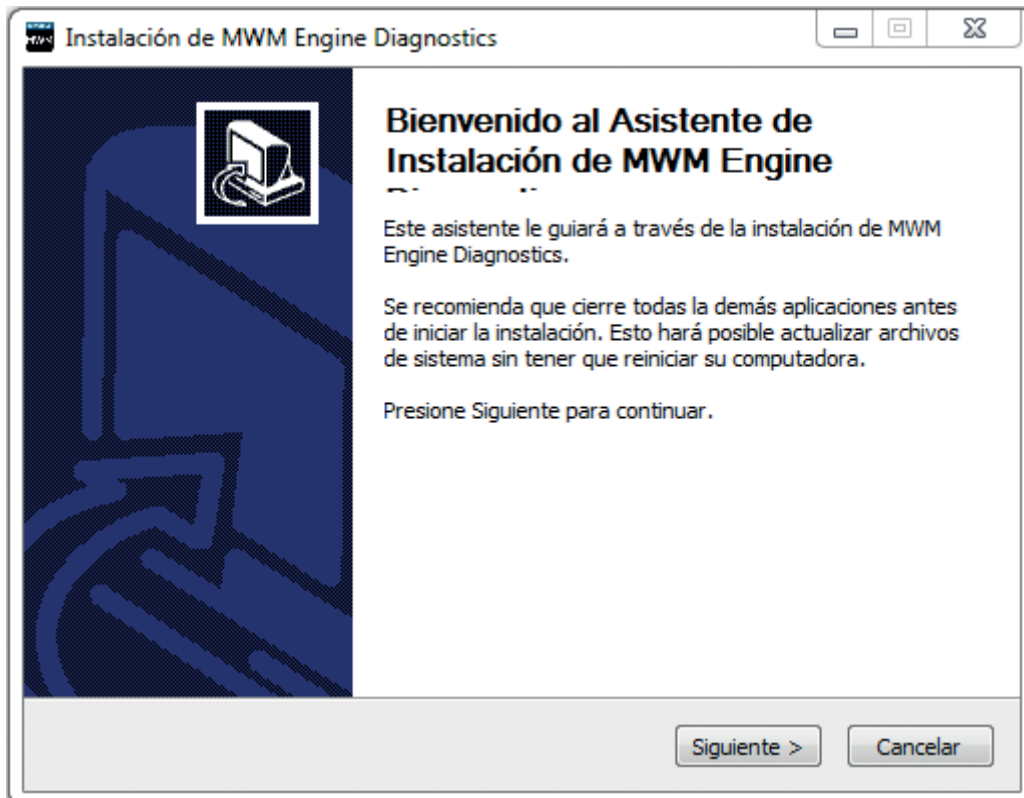 Instalación de MWM Engine Diagnostics
Bienvenido al Asistente de
Instalación de MWM Engine
Este asistente le guiará a través de la instalación de MWM
Engine Diagnostics.
Se recomienda que cierre todas la demás aplicaciones antes
de iniciar la instalación. Esto hará posible actualizar archivos
de sistema sin tener que reiniciar su computadora.
Presione Siguiente para continuar.
Siguiente >
Cancelar